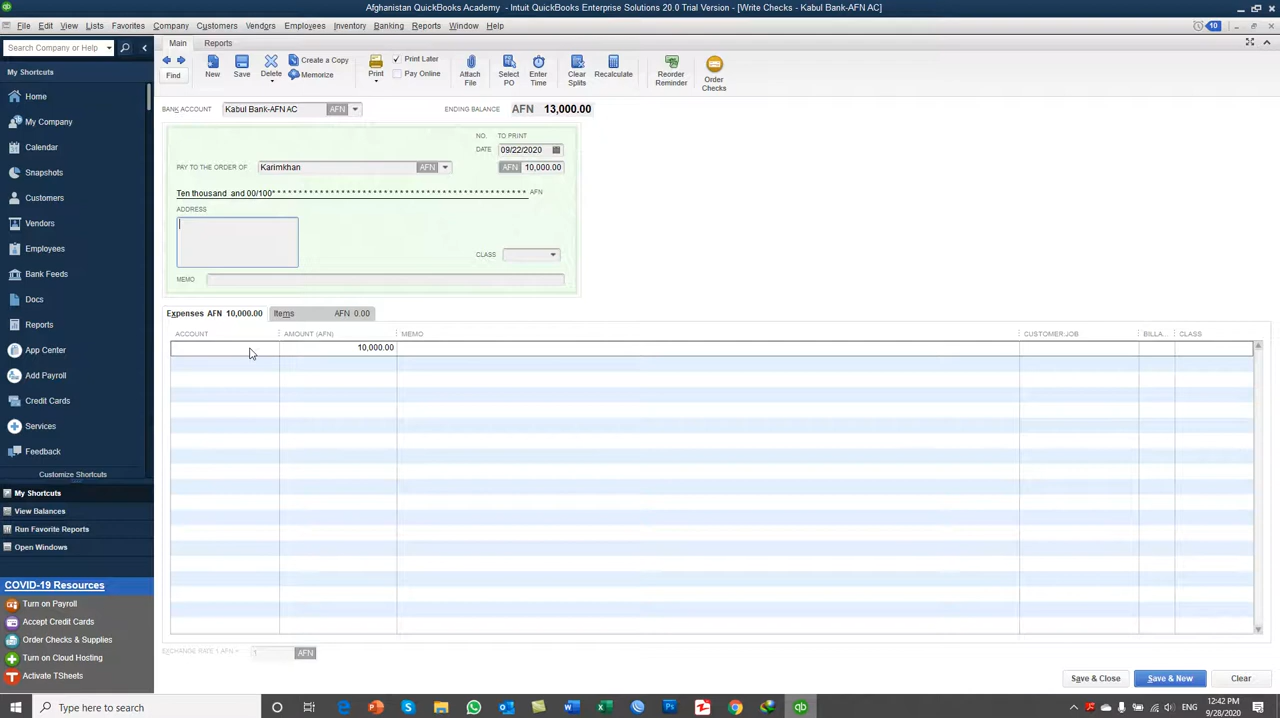 Afghanistan QuickBooks Academy - Intuit QuickBooks Enterprise Solutions 20.0 Trial Version - [Write Checks - Kabul Bank-AFN AC]
File Edit View Lists Favorites Company Customers Vendors Employees Inventory Banking Reports Window Help 10
Search Company or Help
My Shortcuts
Home
My Company
Calendar
Snapshots
Customers
Vendors
Employees
Bank Feeds
Docs
Reports
App Center
Add Payroll
Credit Cards
Services
Feedback
Customize Shortcuts
My Shortcuts
View Balances
Run Favorite Reports
Open Windows
COVID-19 Resources
Turn on Payroll
Accept Credit Cards
Order Checks & Supplies
Turn on Cloud Hosting
Activate TSheets
Main Reports
Find New Save Delete Create a Copy Memorize Print Print Later Pay Online Attach File Select PO Enter Time Clear Splits Recalculate Reorder Reminder Order Checks
BANK ACCOUNT Kabul Bank-AFN AC AFN ENDING BALANCE AFN 13,000.00
NO. TO PRINT
DATE 09/22/2020
PAY TO THE ORDER OF Karimkhan AFN AFN 10,000.00
Ten thousand and 00/100* * * * * * * * * * * * * * * * * * * * * * * * * * * * * * * * * * * * * * * * * * * * * * * AFN
ADDRESS
CLASS
MEMO
Expenses AFN 10,000.00 Items AFN 0.00
ACCOUNT AMOUNT (AFN) MEMO CUSTOMER:JOB BILLA... CLASS
10,000.00
EXCHANGE RATE 1 AFN = 1 AFN
Save & Close Save & New Clear
Type here to search
ENG
12:42 PM
9/28/2020